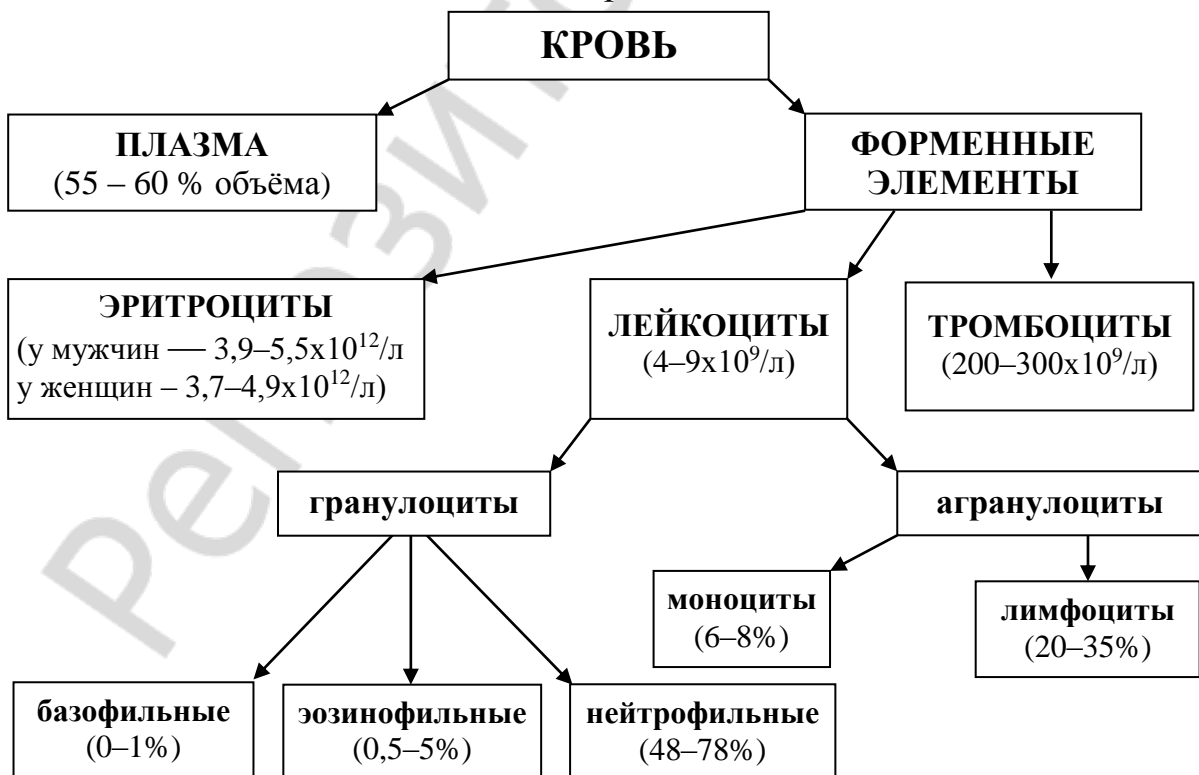 КРОВЬ
ПЛАЗМА
(55 – 60 % объёма)
ФОРМЕННЫЕ
ЭЛЕМЕНТЫ
ЭРИТРОЦИТЫ
(у мужчин — 3,9–5,5х10¹²/л
у женщин – 3,7–4,9х10¹²/л)
ЛЕЙКОЦИТЫ
(4–9х10⁹/л)
ТРОМБОЦИТЫ
(200–300х10⁹/л)
гранулоциты
агранулоциты
моноциты
(6–8%)
лимфоциты
(20–35%)
базофильные
(0–1%)
эозинофильные
(0,5–5%)
нейтрофильные
(48–78%)